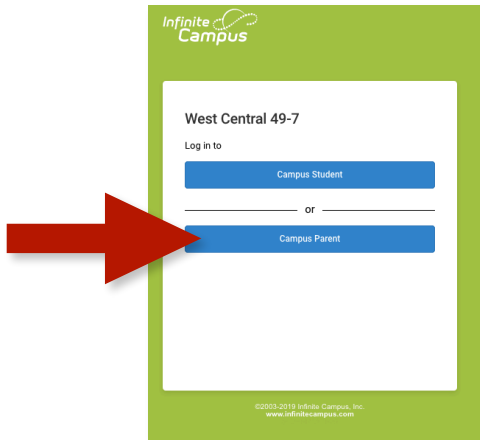 Infinite
Campus
West Central 49-7
Log in to
Campus Student
or
Campus Parent
©2003-2019 Infinite Campus, Inc.
www.infinitecampus.com